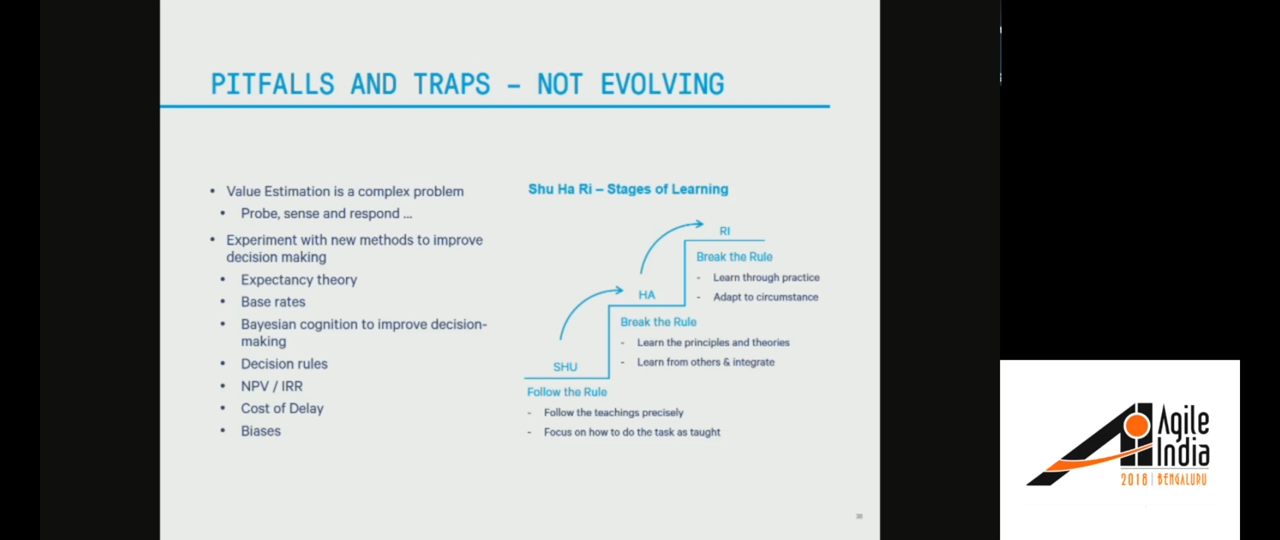 PITFALLS AND TRAPS – NOT EVOLVING
• Value Estimation is a complex problem
• Probe, sense and respond ...
• Experiment with new methods to improve
decision making
• Expectancy theory
• Base rates
• Bayesian cognition to improve decision-
making
• Decision rules
• NPV / IRR
• Cost of Delay
• Biases
Shu Ha Ri – Stages of Learning
RI
Break the Rule
- Learn through practice
- Adapt to circumstance
HA
Break the Rule
- Learn the principles and theories
- Learn from others & integrate
SHU
Follow the Rule
- Follow the teachings precisely
- Focus on how to do the task as taught
Agile
India
2018 | BENGALURU